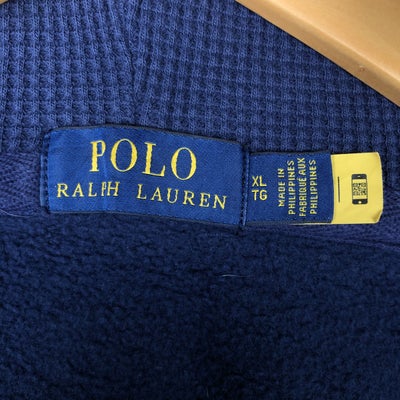 POLO
RALPH LAUREN
XL
TG
MADE IN
PHILIPPINES
FABRIQUÉ AUX
PHILIPPINES